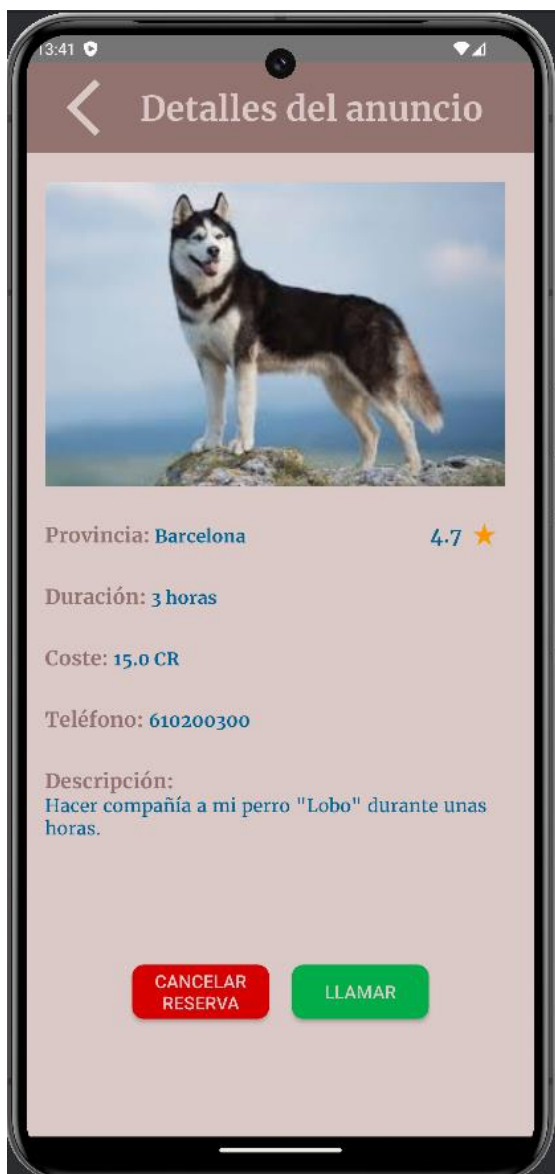 13:41
Detalles del anuncio
Provincia: Barcelona 4.7
Duración: 3 horas
Coste: 15.0 CR
Teléfono: 610200300
Descripción:
Hacer compañía a mi perro "Lobo" durante unas
horas.
CANCELAR
RESERVA
LLAMAR